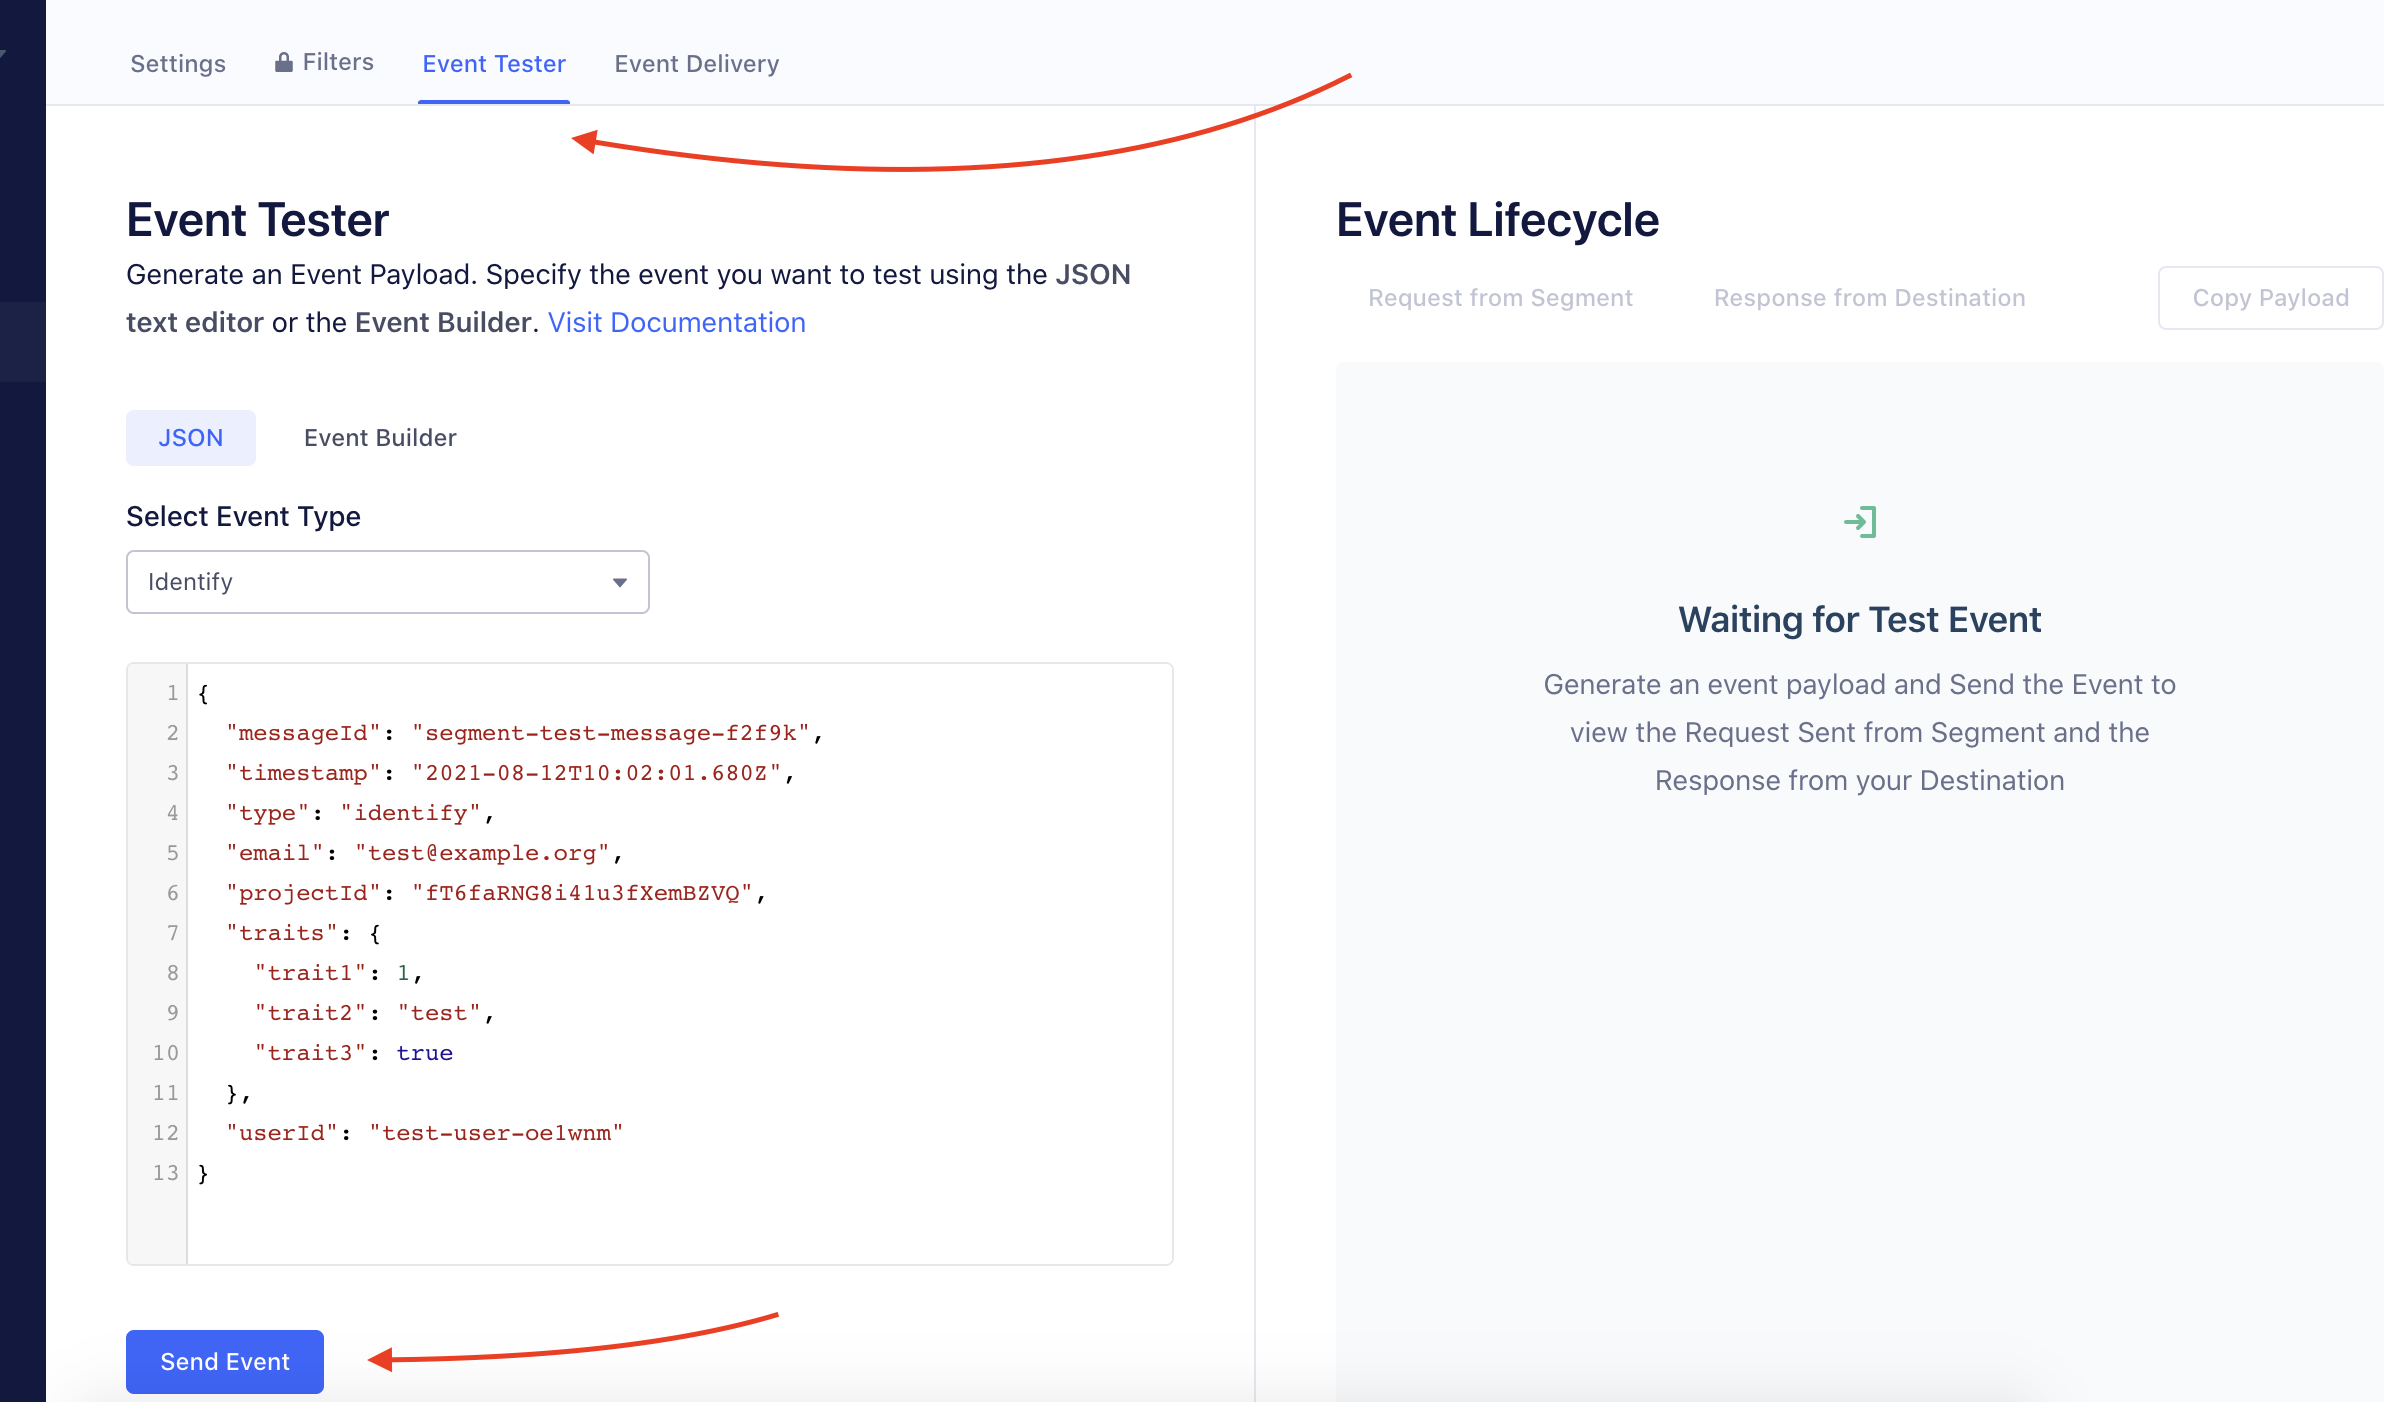 Settings
Filters
Event Tester
Event Delivery
Event Tester
Generate an Event Payload. Specify the event you want to test using the JSON
text editor or the Event Builder. Visit Documentation
JSON
Event Builder
Select Event Type
Identify
1 {
2 "messageId": "segment-test-message-f2f9k",
3 "timestamp": "2021-08-12T10:02:01.680Z",
4 "type": "identify",
5 "email": "test@example.org",
6 "projectId": "fT6faRNG8i41u3fXemBZVQ",
7 "traits": {
8 "trait1": 1,
9 "trait2": "test",
10 "trait3": true
11 },
12 "userId": "test-user-oe1wnm"
13 }
Send Event
Event Lifecycle
Request from Segment
Response from Destination
Copy Payload
Waiting for Test Event
Generate an event payload and Send the Event to
view the Request Sent from Segment and the
Response from your Destination